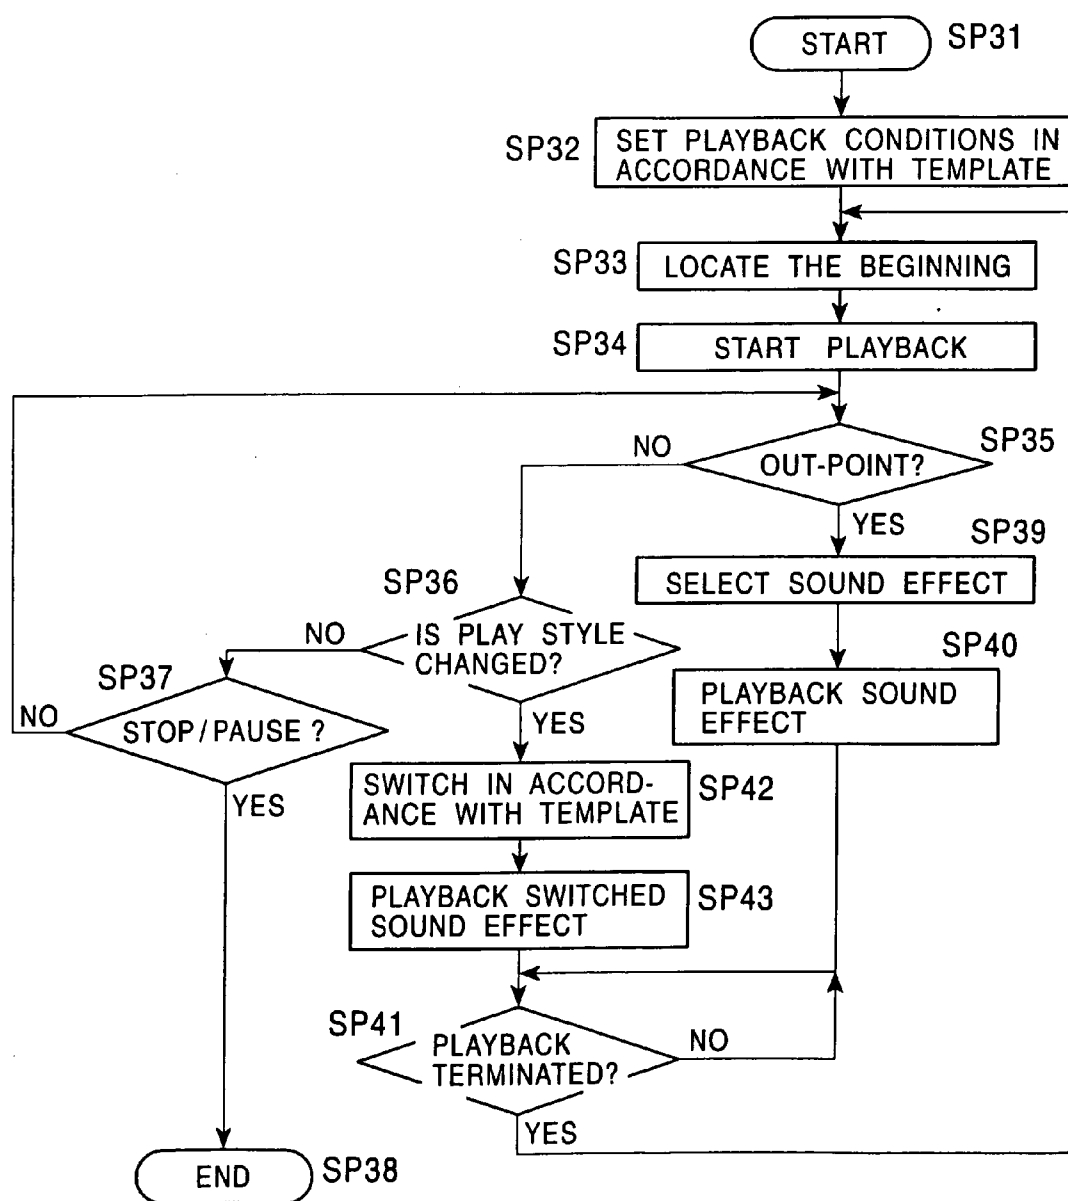 START
SP31
SP32
SET PLAYBACK CONDITIONS IN
ACCORDANCE WITH TEMPLATE
SP33
LOCATE THE BEGINNING
SP34
START PLAYBACK
SP35
OUT-POINT?
NO
YES
SP39
SELECT SOUND EFFECT
SP36
IS PLAY STYLE
CHANGED?
NO
YES
SP40
PLAYBACK SOUND
EFFECT
SP37
STOP/PAUSE?
NO
YES
SWITCH IN ACCORD-
ANCE WITH TEMPLATE
SP42
PLAYBACK SWITCHED
SOUND EFFECT
SP43
SP41
PLAYBACK
TERMINATED?
NO
YES
END
SP38